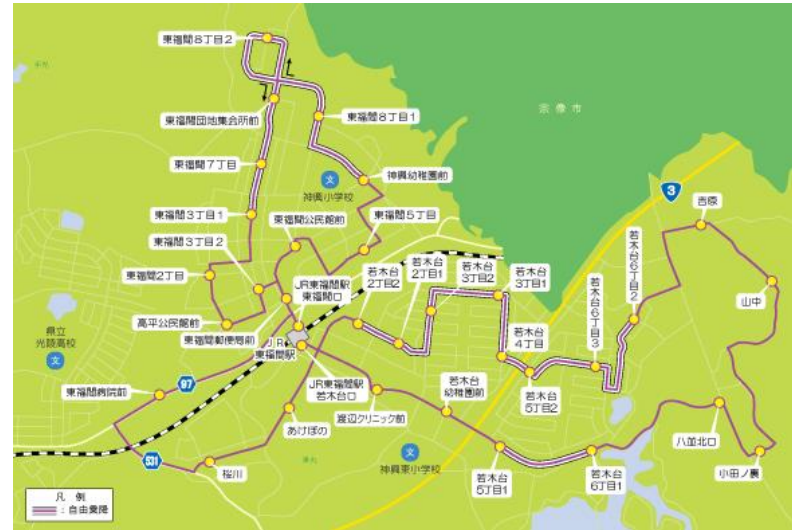 東福間8丁目2
東福間団地集会所前
東福間8丁目1
宗像市
東福間7丁目
神興幼稚園前
神興小学校
文
3
吉原
東福間3丁目1
東福間公民館前
東福間5丁目
東福間3丁目2
若木台
2丁目2
若木台
2丁目1
若木台
3丁目2
若木台
3丁目1
若木台6丁目2
東福間2丁目
JR東福間駅
東福間口
山中
高平公民館前
東福間郵便局前
若木台
4丁目
若木台6丁目3
県立
光陵高校
文
JR
東福間駅
97
東福間病院前
JR東福間駅
若木台口
若木台
幼稚園前
若木台
5丁目2
あけぼの
渡辺クリニック前
八並北口
531
桜川
文
神興東小学校
若木台
5丁目1
若木台
6丁目1
小田ノ裏
凡例
:自由乗降